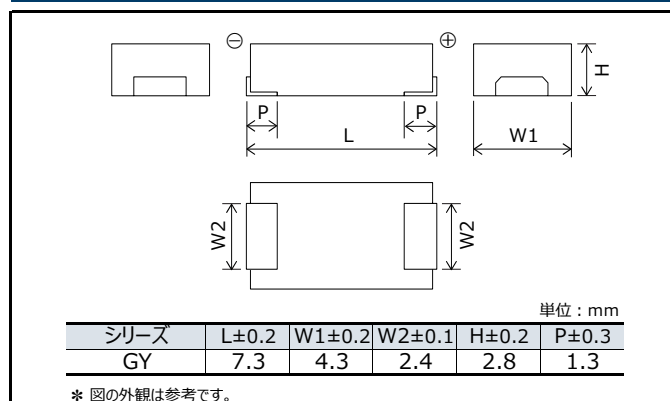 ⊖ ⊕
H
P P
L W1
W2 W2
単位：mm
シリーズ L±0.2 W1±0.2 W2±0.1 H±0.2 P±0.3
GY 7.3 4.3 2.4 2.8 1.3
＊ 図の外観は参考です。